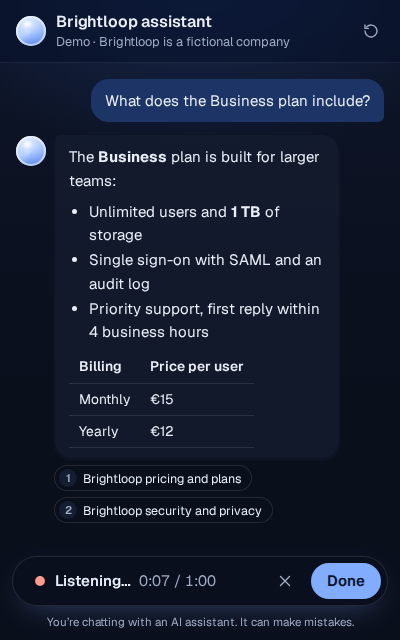 Brightloop assistant
Demo · Brightloop is a fictional company
What does the Business plan include?
The Business plan is built for larger
teams:
• Unlimited users and 1 TB of
storage
• Single sign-on with SAML and an
audit log
• Priority support, first reply within
4 business hours
Billing Price per user
Monthly €15
Yearly €12
1 Brightloop pricing and plans
2 Brightloop security and privacy
Listening... 0:07 / 1:00 Done
You're chatting with an AI assistant. It can make mistakes.